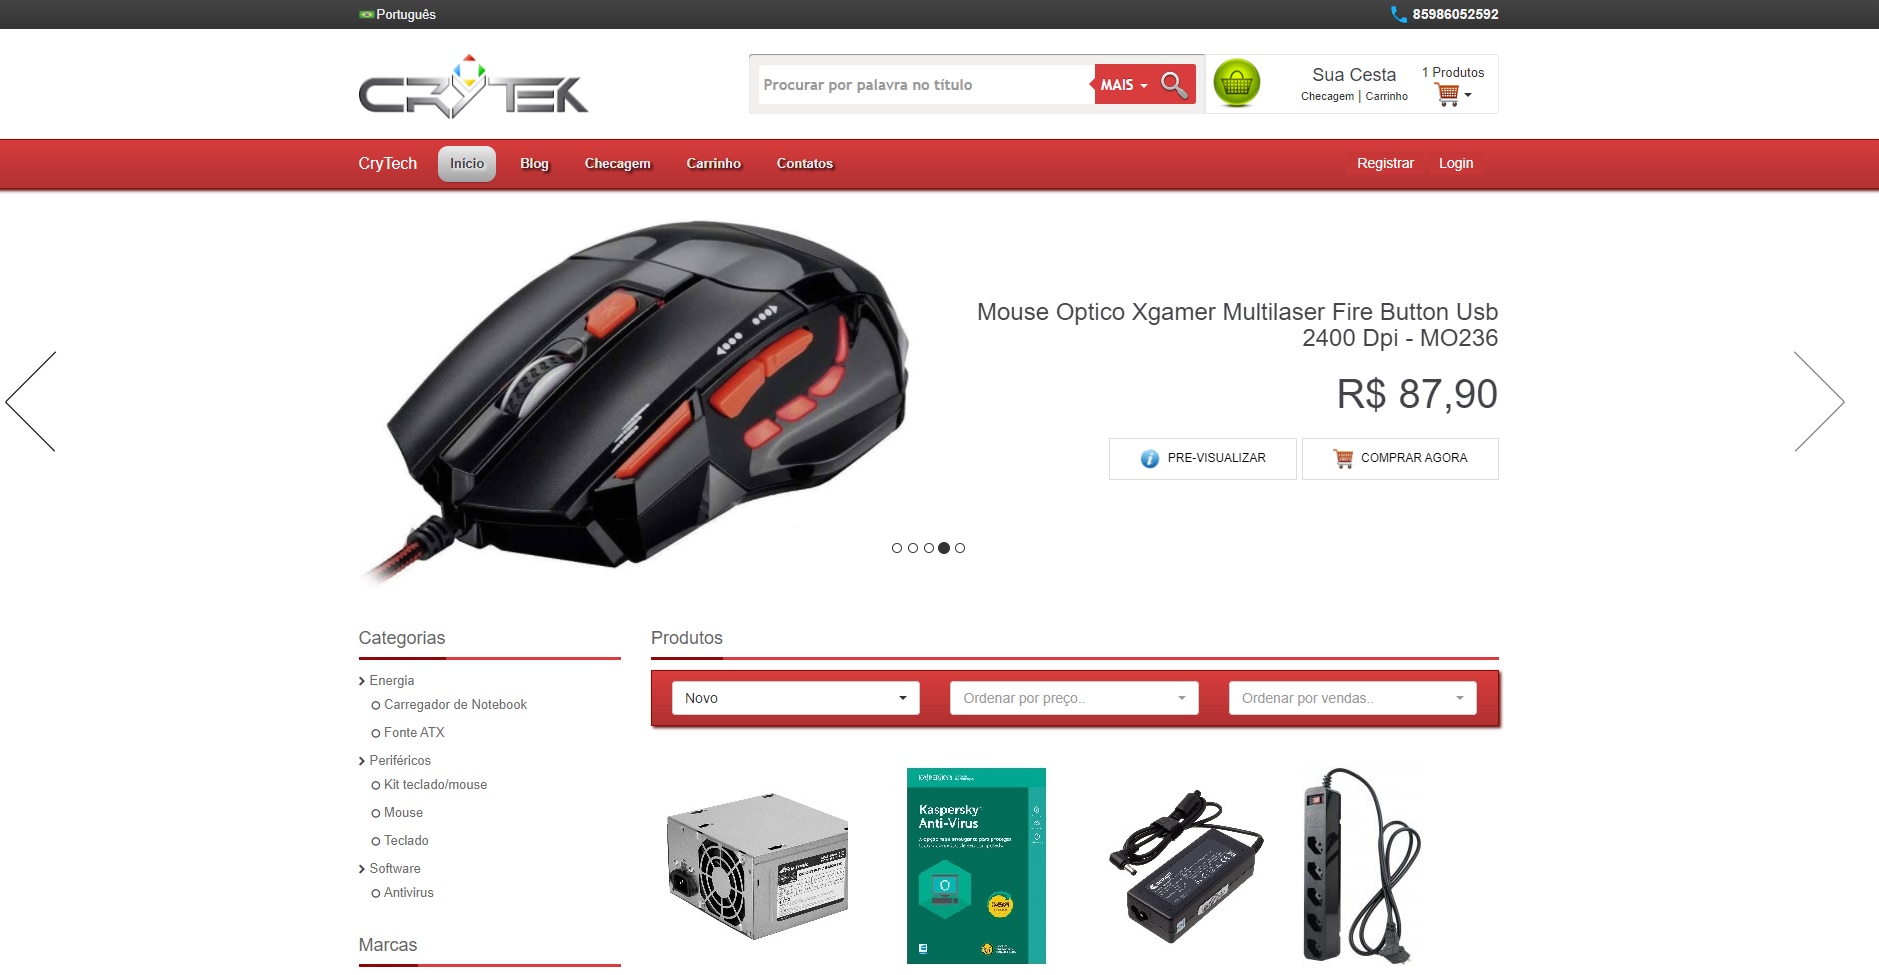 Português
85986052592
CRYTEK
Procurar por palavra no título
MAIS
Sua Cesta
Checagem | Carrinho
1 Produtos
CryTech
Início
Blog
Checagem
Carrinho
Contatos
Registrar
Login
Mouse Optico Xgamer Multilaser Fire Button Usb
2400 Dpi - MO236
R$ 87,90
PRE-VISUALIZAR
COMPRAR AGORA
Categorias
Energia
Carregador de Notebook
Fonte ATX
Periféricos
Kit teclado/mouse
Mouse
Teclado
Software
Antivirus
Marcas
Produtos
Novo
Ordenar por preço..
Ordenar por vendas..
Kaspersky
Anti-Virus